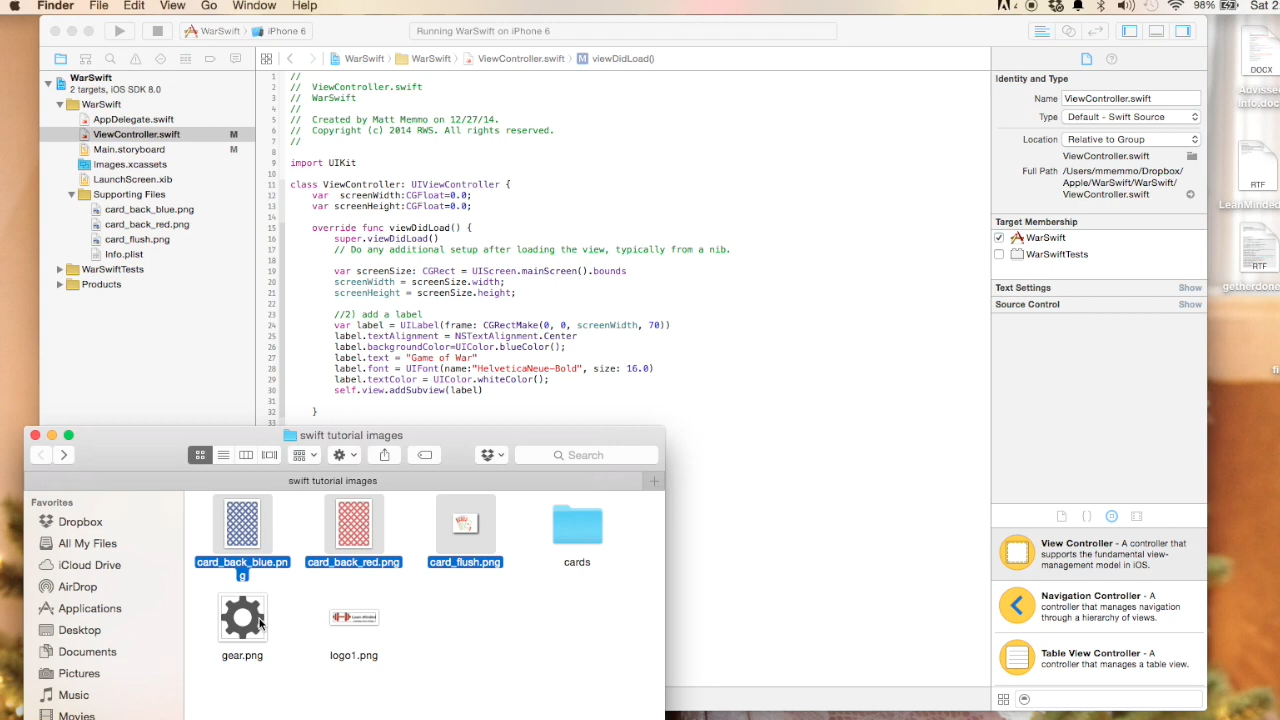 Finder File Edit View Go Window Help
98% Sat 2
WarSwift iPhone 6
Running WarSwift on iPhone 6
WarSwift WarSwift ViewController.swift M viewDidLoad()
WarSwift
2 targets, iOS SDK 8.0
WarSwift
AppDelegate.swift
ViewController.swift M
Main.storyboard M
Images.xcassets
LaunchScreen.xib
Supporting Files
card_back_blue.png
card_back_red.png
card_flush.png
Info.plist
WarSwiftTests
Products
1 //
2 // ViewController.swift
3 // WarSwift
4 //
5 // Created by Matt Memmo on 12/27/14.
6 // Copyright (c) 2014 RWS. All rights reserved.
7 //
8
9 import UIKit
10
11 class ViewController: UIViewController {
12 var screenWidth:CGFloat=0.0;
13 var screenHeight:CGFloat=0.0;
14
15 override func viewDidLoad() {
16 super.viewDidLoad()
17 // Do any additional setup after loading the view, typically from a nib.
18
19 var screenSize: CGRect = UIScreen.mainScreen().bounds
20 screenWidth = screenSize.width;
21 screenHeight = screenSize.height;
22
23 //2) add a label
24 var label = UILabel(frame: CGRectMake(0, 0, screenWidth, 70))
25 label.textAlignment = NSTextAlignment.Center
26 label.backgroundColor=UIColor.blueColor();
27 label.text = "Game of War"
28 label.font = UIFont(name:"HelveticaNeue-Bold", size: 16.0)
29 label.textColor = UIColor.whiteColor();
30 self.view.addSubview(label)
31
32 }
33
Identity and Type
Name ViewController.swift
Type Default - Swift Source
Location Relative to Group
ViewController.swift
Full Path /Users/mmemmo/Dropbox/
Apple/WarSwift/WarSwift/
ViewController.swift
Target Membership
WarSwift
WarSwiftTests
Text Settings Show
Source Control Show
View Controller - A controller that
supports the fundamental view-
management model in iOS.
Navigation Controller - A
controller that manages navigation
through a hierarchy of views.
Table View Controller - A
controller that manages a table view.
DOCX
Advissed
Info.doc
RTF
LeanMinded
RTF
getherdone
fi
swift tutorial images
Search
swift tutorial images
Favorites
Dropbox
All My Files
iCloud Drive
AirDrop
Applications
Desktop
Documents
Pictures
Music
Movies
card_back_blue.pn
g
card_back_red.png
card_flush.png
cards
gear.png
logo1.png